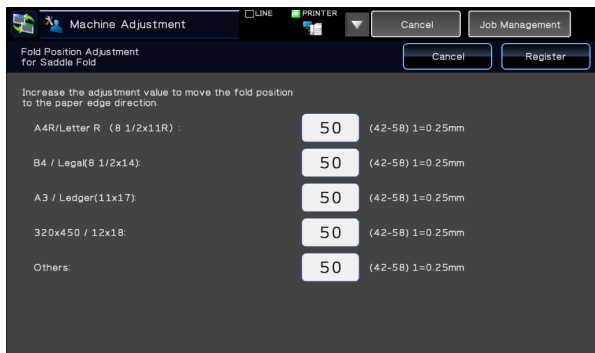 Machine Adjustment
LINE
PRINTER
Cancel
Job Management
Fold Position Adjustment
for Saddle Fold
Cancel
Register
Increase the adjustment value to move the fold position
to the paper edge direction.
A4R/Letter R (8 1/2x11R) : 50 (42-58) 1=0.25mm
B4 / Legal(8 1/2x14): 50 (42-58) 1=0.25mm
A3 / Ledger(11x17): 50 (42-58) 1=0.25mm
320x450 / 12x18: 50 (42-58) 1=0.25mm
Others: 50 (42-58) 1=0.25mm